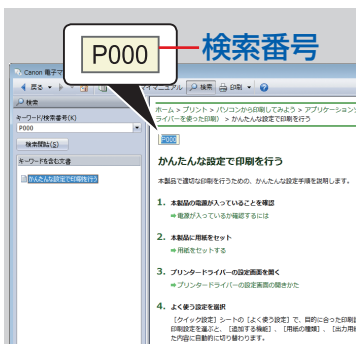 P000 検索番号
Canon 電子マ
戻る マイマニュアル 検索 印刷
検索
キーワード/検索番号(K)
P000
検索開始(S)
キーワードを含む文書
かんたんな設定で印刷を行う
ホーム > プリント > パソコンから印刷してみよう > アプリケーションソ
ライバーを使った印刷） > かんたんな設定で印刷を行う
P000
かんたんな設定で印刷を行う
本製品で適切な印刷を行うための、かんたんな設定手順を説明します。
1. 本製品の電源が入っていることを確認
⇒電源が入っているか確認するには
2. 本製品に用紙をセット
⇒用紙をセットする
3. プリンタードライバーの設定画面を開く
⇒プリンタードライバーの設定画面の開きかた
4. よく使う設定を選択
［クイック設定］シートの［よく使う設定］で、目的に合った印刷設
印刷設定を選ぶと、［追加する機能］、［用紙の種類］、［出力用紙
た内容に自動的に切り替わります。